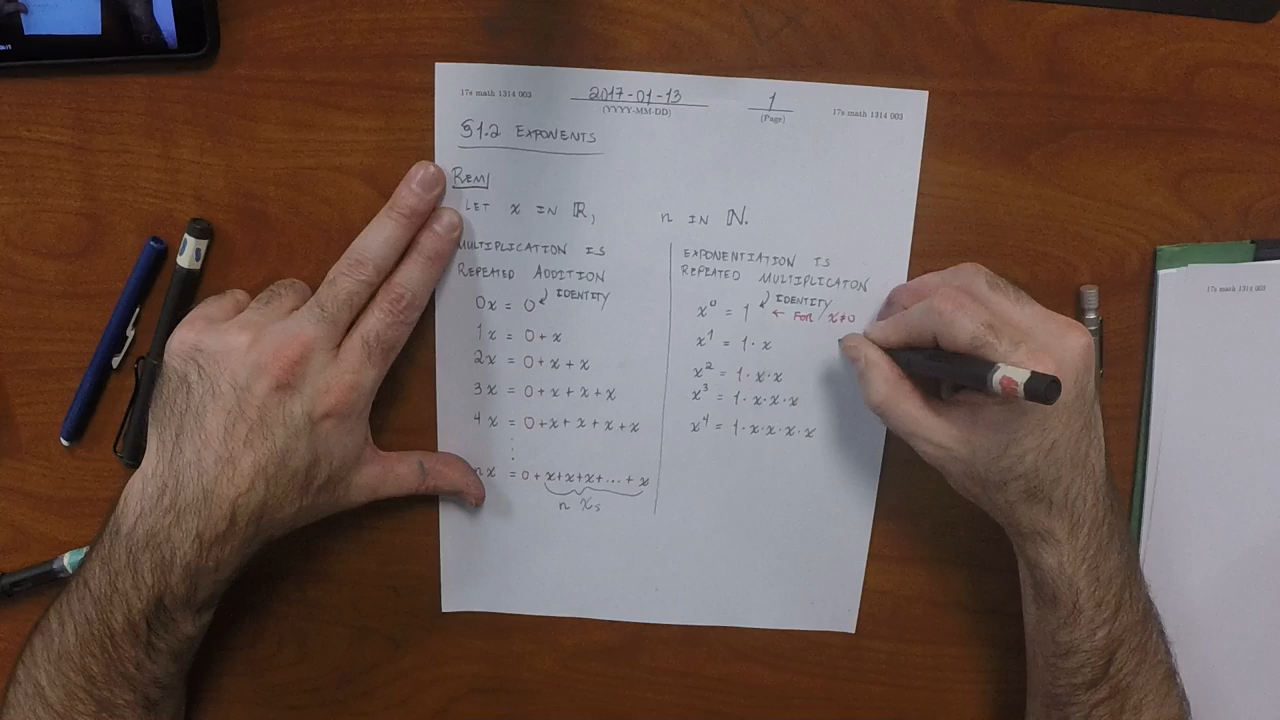 17s math 1314 003
2017-01-13
(YYYY-MM-DD)
1
(Page)
17s math 1314 003
§1.2 EXPONENTS
REM
LET x IN ℝ, n IN ℕ.
MULTIPLICATION IS
REPEATED ADDITION
0x = 0 IDENTITY
1x = 0 + x
2x = 0 + x + x
3x = 0 + x + x + x
4x = 0 + x + x + x + x
⋮
nx = 0 + x+x+x+...+ x
n xs
EXPONENTIATION IS
REPEATED MULTIPLICATON
IDENTITY
x⁰ = 1 ← FOR x≠0
x¹ = 1 · x
x² = 1 · x · x
x³ = 1 · x · x · x
x⁴ = 1 · x · x · x · x
17s math 1314 003